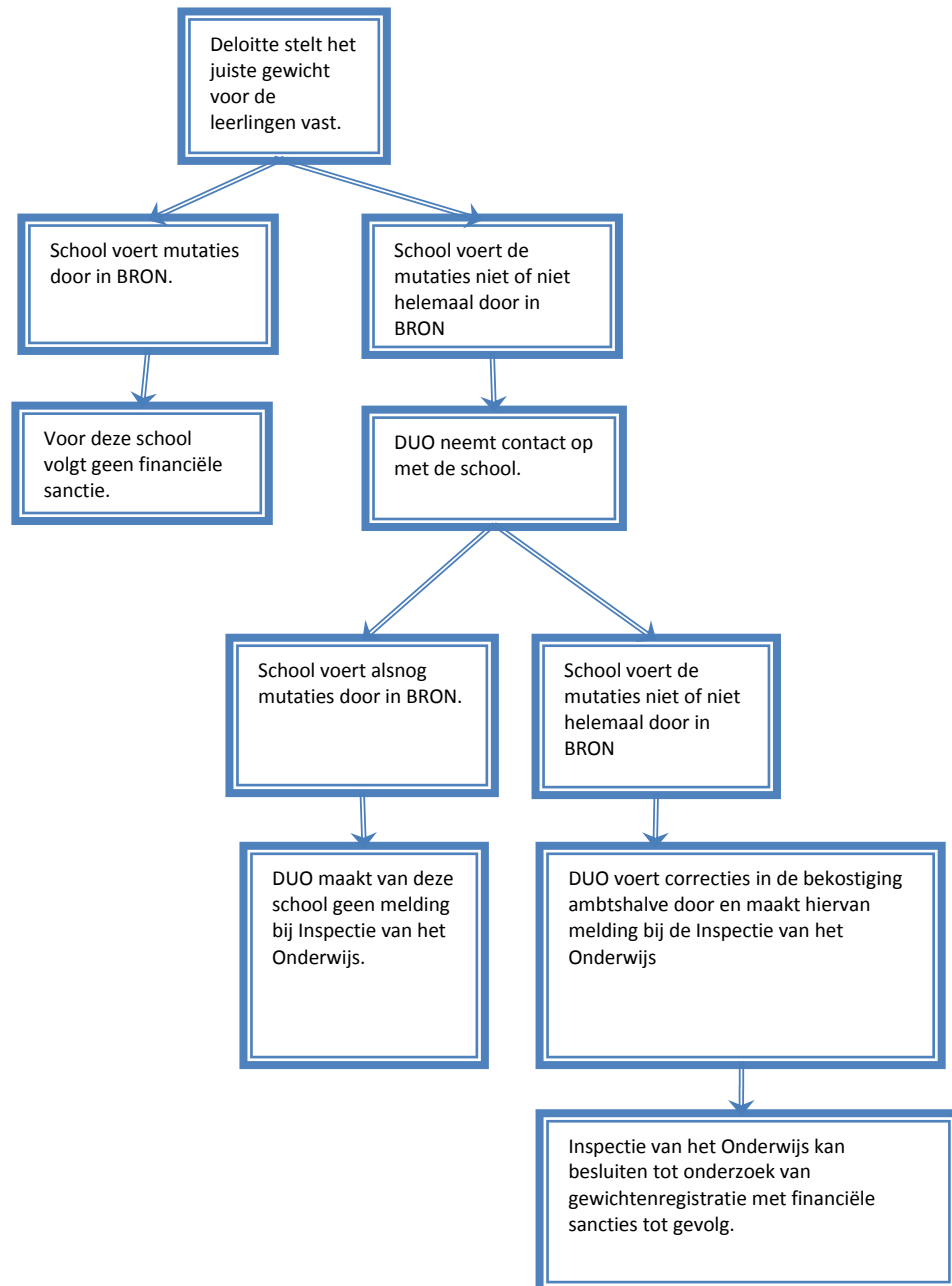 Deloitte stelt het
juiste gewicht
voor de
leerlingen vast.
School voert mutaties
door in BRON.
School voert de
mutaties niet of niet
helemaal door in
BRON
Voor deze school
volgt geen financiële
sanctie.
DUO neemt contact op
met de school.
School voert alsnog
mutaties door in BRON.
School voert de
mutaties niet of niet
helemaal door in
BRON
DUO maakt van deze
school geen melding
bij Inspectie van het
Onderwijs.
DUO voert correcties in de bekostiging
ambtshalve door en maakt hiervan
melding bij de Inspectie van het
Onderwijs
Inspectie van het Onderwijs kan
besluiten tot onderzoek van
gewichtenregistratie met financiële
sancties tot gevolg.